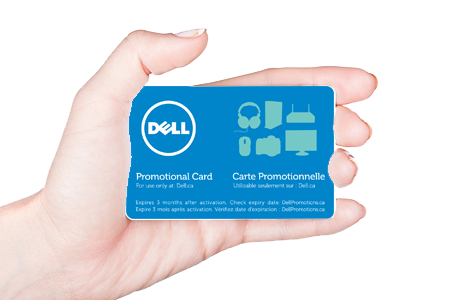 DELL
Promotional Card
For use only at Dell.ca
Carte Promotionnelle
Utilisable seulement sur : Dell.ca
Expires 3 months after activation. Check expiry date: DellPromotions.ca
Expire 3 mois après activation. Vérifiez date d'expiration : DellPromotions.ca